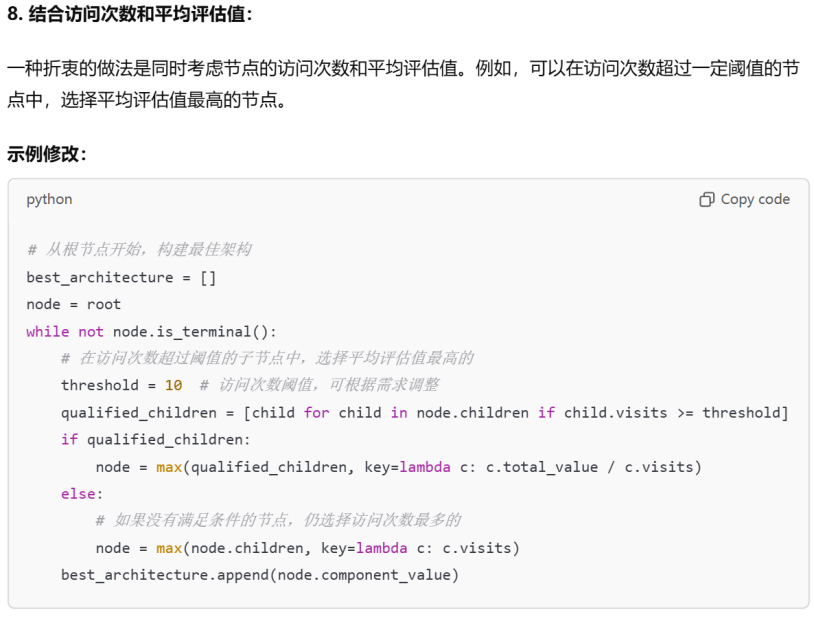 8. 结合访问次数和平均评估值：
一种折衷的做法是同时考虑节点的访问次数和平均评估值。例如，可以在访问次数超过一定阈值的节
点中，选择平均评估值最高的节点。
示例修改：
python
Copy code
# 从根节点开始，构建最佳架构
best_architecture = []
node = root
while not node.is_terminal():
    # 在访问次数超过阈值的子节点中，选择平均评估值最高的
    threshold = 10  # 访问次数阈值，可根据需求调整
    qualified_children = [child for child in node.children if child.visits >= threshold]
    if qualified_children:
        node = max(qualified_children, key=lambda c: c.total_value / c.visits)
    else:
        # 如果没有满足条件的节点，仍选择访问次数最多的
        node = max(node.children, key=lambda c: c.visits)
    best_architecture.append(node.component_value)